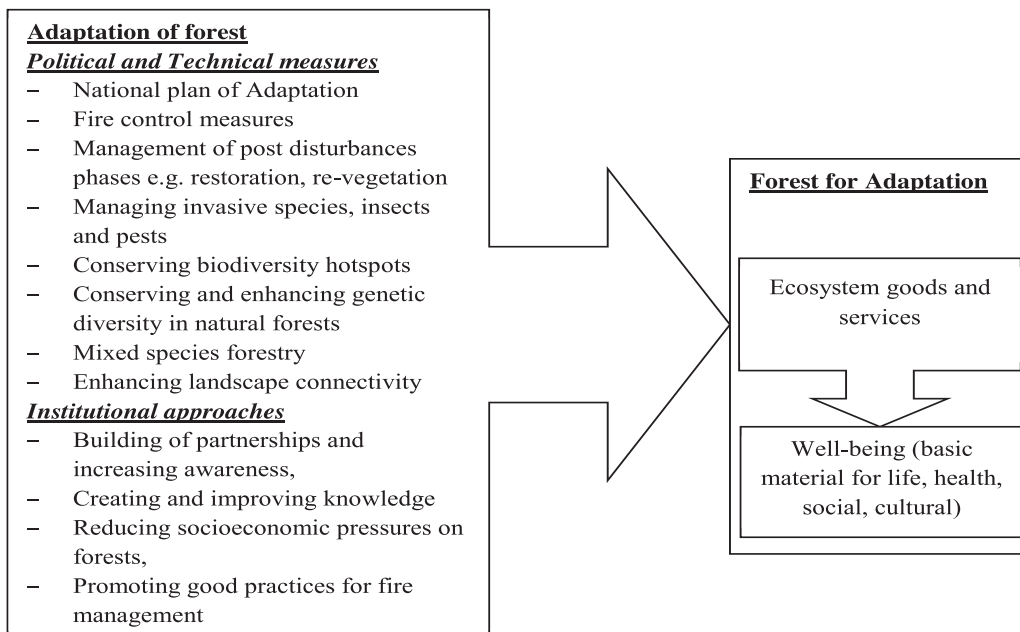 Adaptation of forest
Political and Technical measures
– National plan of Adaptation
– Fire control measures
– Management of post disturbances
phases e.g. restoration, re-vegetation
– Managing invasive species, insects
and pests
– Conserving biodiversity hotspots
– Conserving and enhancing genetic
diversity in natural forests
– Mixed species forestry
– Enhancing landscape connectivity
Institutional approaches
– Building of partnerships and
increasing awareness,
– Creating and improving knowledge
– Reducing socioeconomic pressures on
forests,
– Promoting good practices for fire
management
Forest for Adaptation
Ecosystem goods and
services
Well-being (basic
material for life, health,
social, cultural)